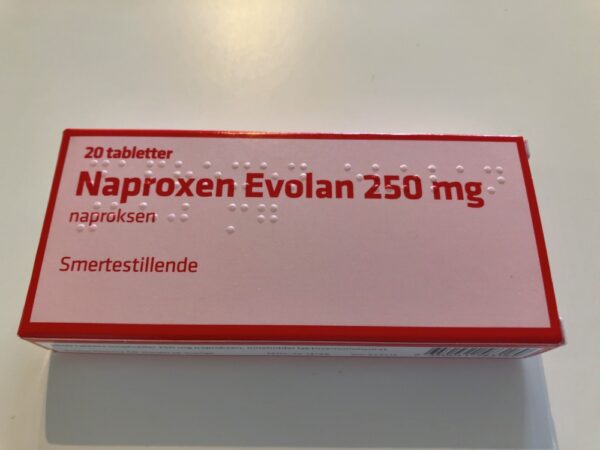 20 tabletter
Naproxen Evolan 250 mg
naproksen
Smertestillende